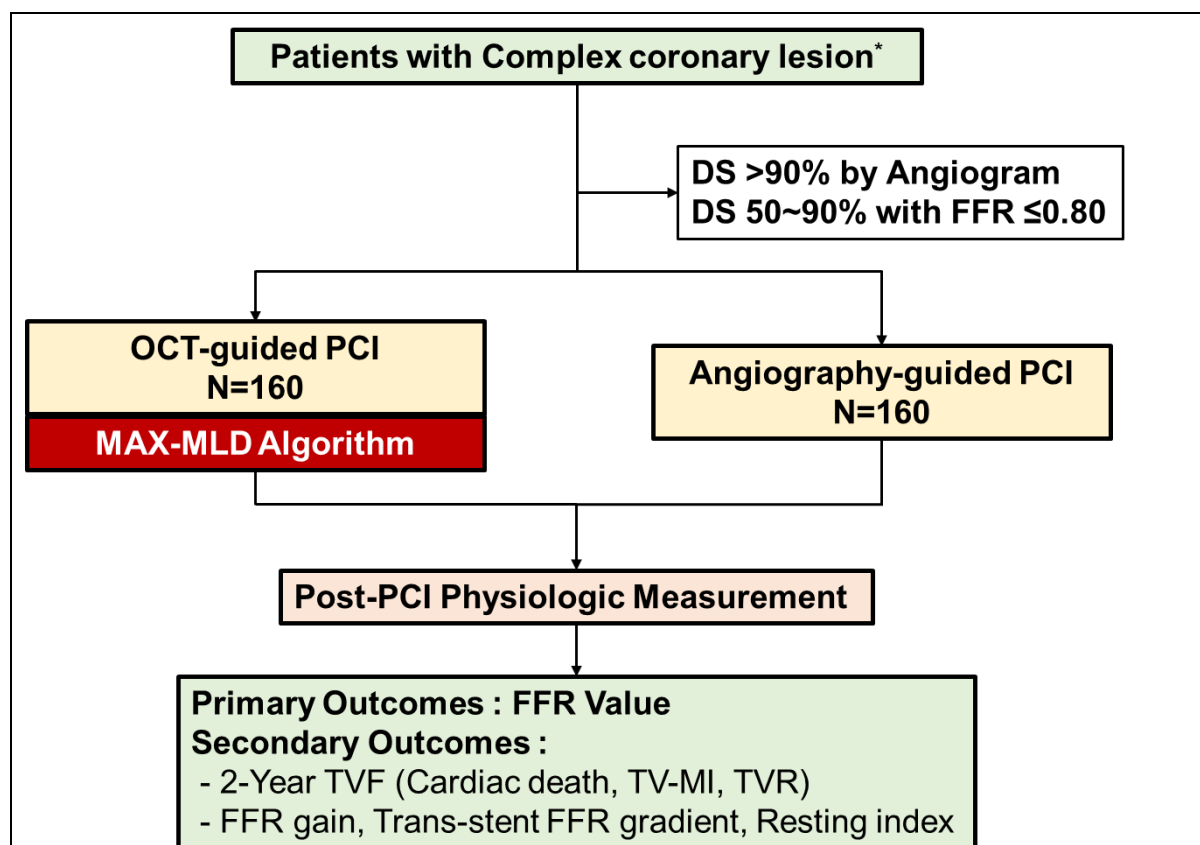 Patients with Complex coronary lesion*
DS >90% by Angiogram
DS 50~90% with FFR ≤0.80
OCT-guided PCI
N=160
MAX-MLD Algorithm
Angiography-guided PCI
N=160
Post-PCI Physiologic Measurement
Primary Outcomes : FFR Value
Secondary Outcomes :
- 2-Year TVF (Cardiac death, TV-MI, TVR)
- FFR gain, Trans-stent FFR gradient, Resting index